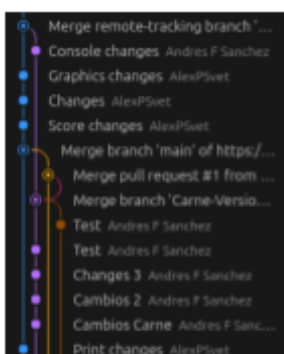 Merge remote-tracking branch '...
Console changes Andres F Sanchez
Graphics changes AlexPSvet
Changes AlexPSvet
Score changes AlexPSvet
Merge branch 'main' of https:/...
Merge pull request #1 from ...
Merge branch 'Carne-Versio...
Test Andres F Sanchez
Test Andres F Sanchez
Changes 3 Andres F Sanchez
Cambios 2 Andres F Sanchez
Cambios Carne Andres F Sanc...
Print changes AlexPSvet